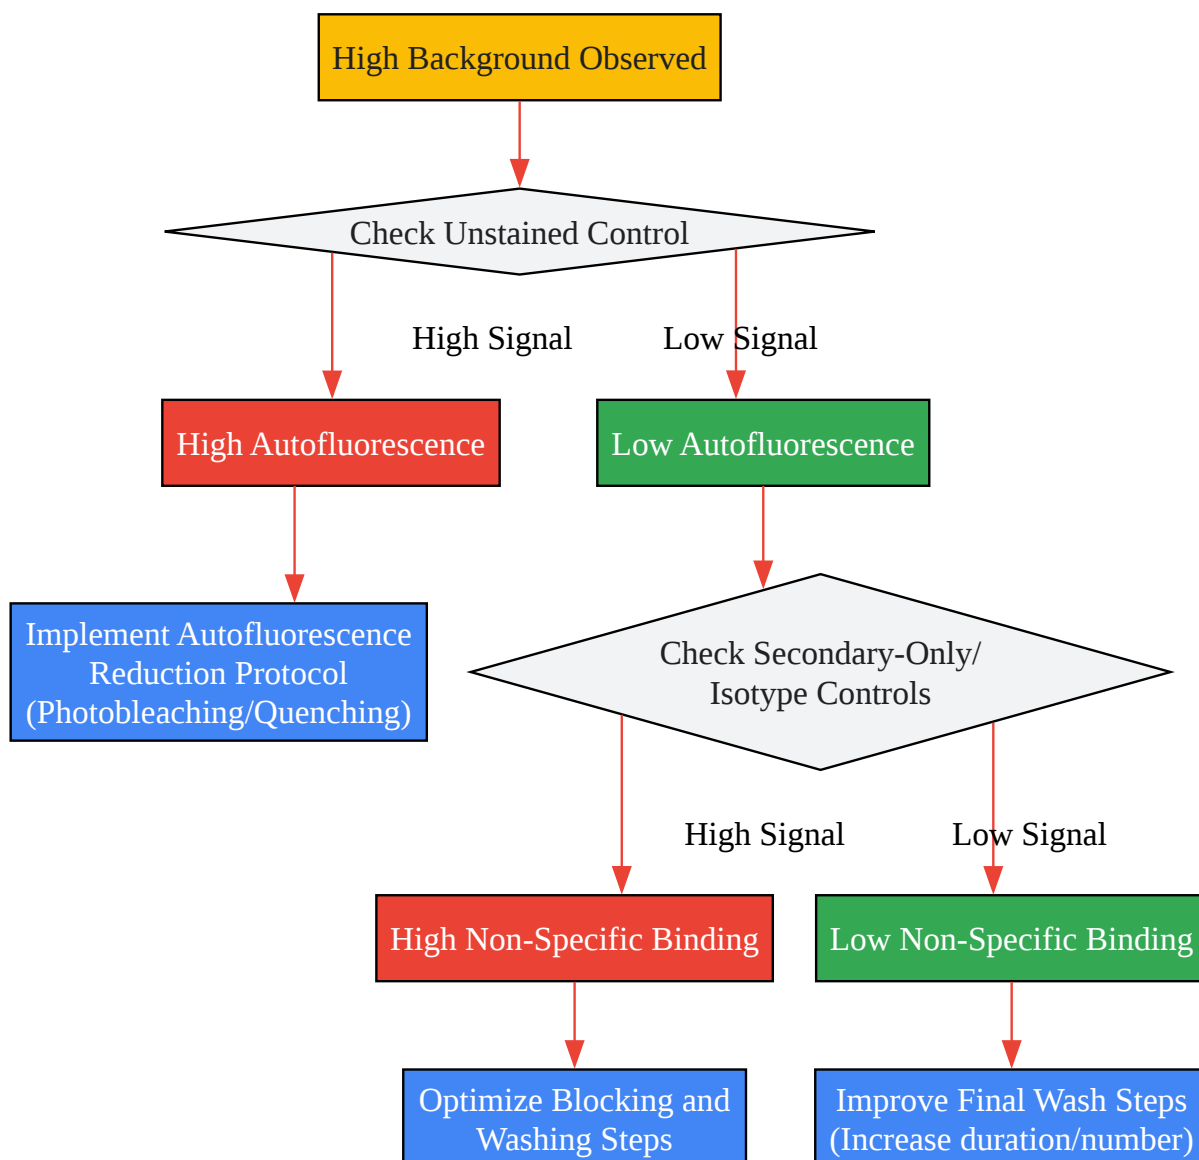 High Background Observed
Check Unstained Control
High Signal
Low Signal
High Autofluorescence
Low Autofluorescence
Implement Autofluorescence
Reduction Protocol
(Photobleaching/Quenching)
Check Secondary-Only/
Isotype Controls
High Signal
Low Signal
High Non-Specific Binding
Low Non-Specific Binding
Optimize Blocking and
Washing Steps
Improve Final Wash Steps
(Increase duration/number)